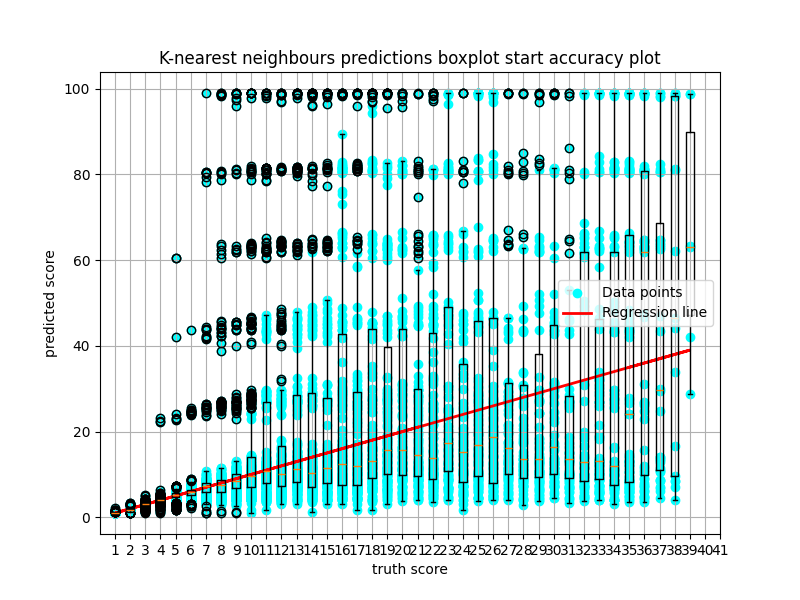 K-nearest neighbours predictions boxplot start accuracy plot
100
80
60
40
20
0
predicted score
Data points
Regression line
1 2 3 4 5 6 7 8 9 10 11 12 13 14 15 16 17 18 19 20 21 22 23 24 25 26 27 28 29 30 31 32 33 34 35 36 37 38 39 40 41
truth score